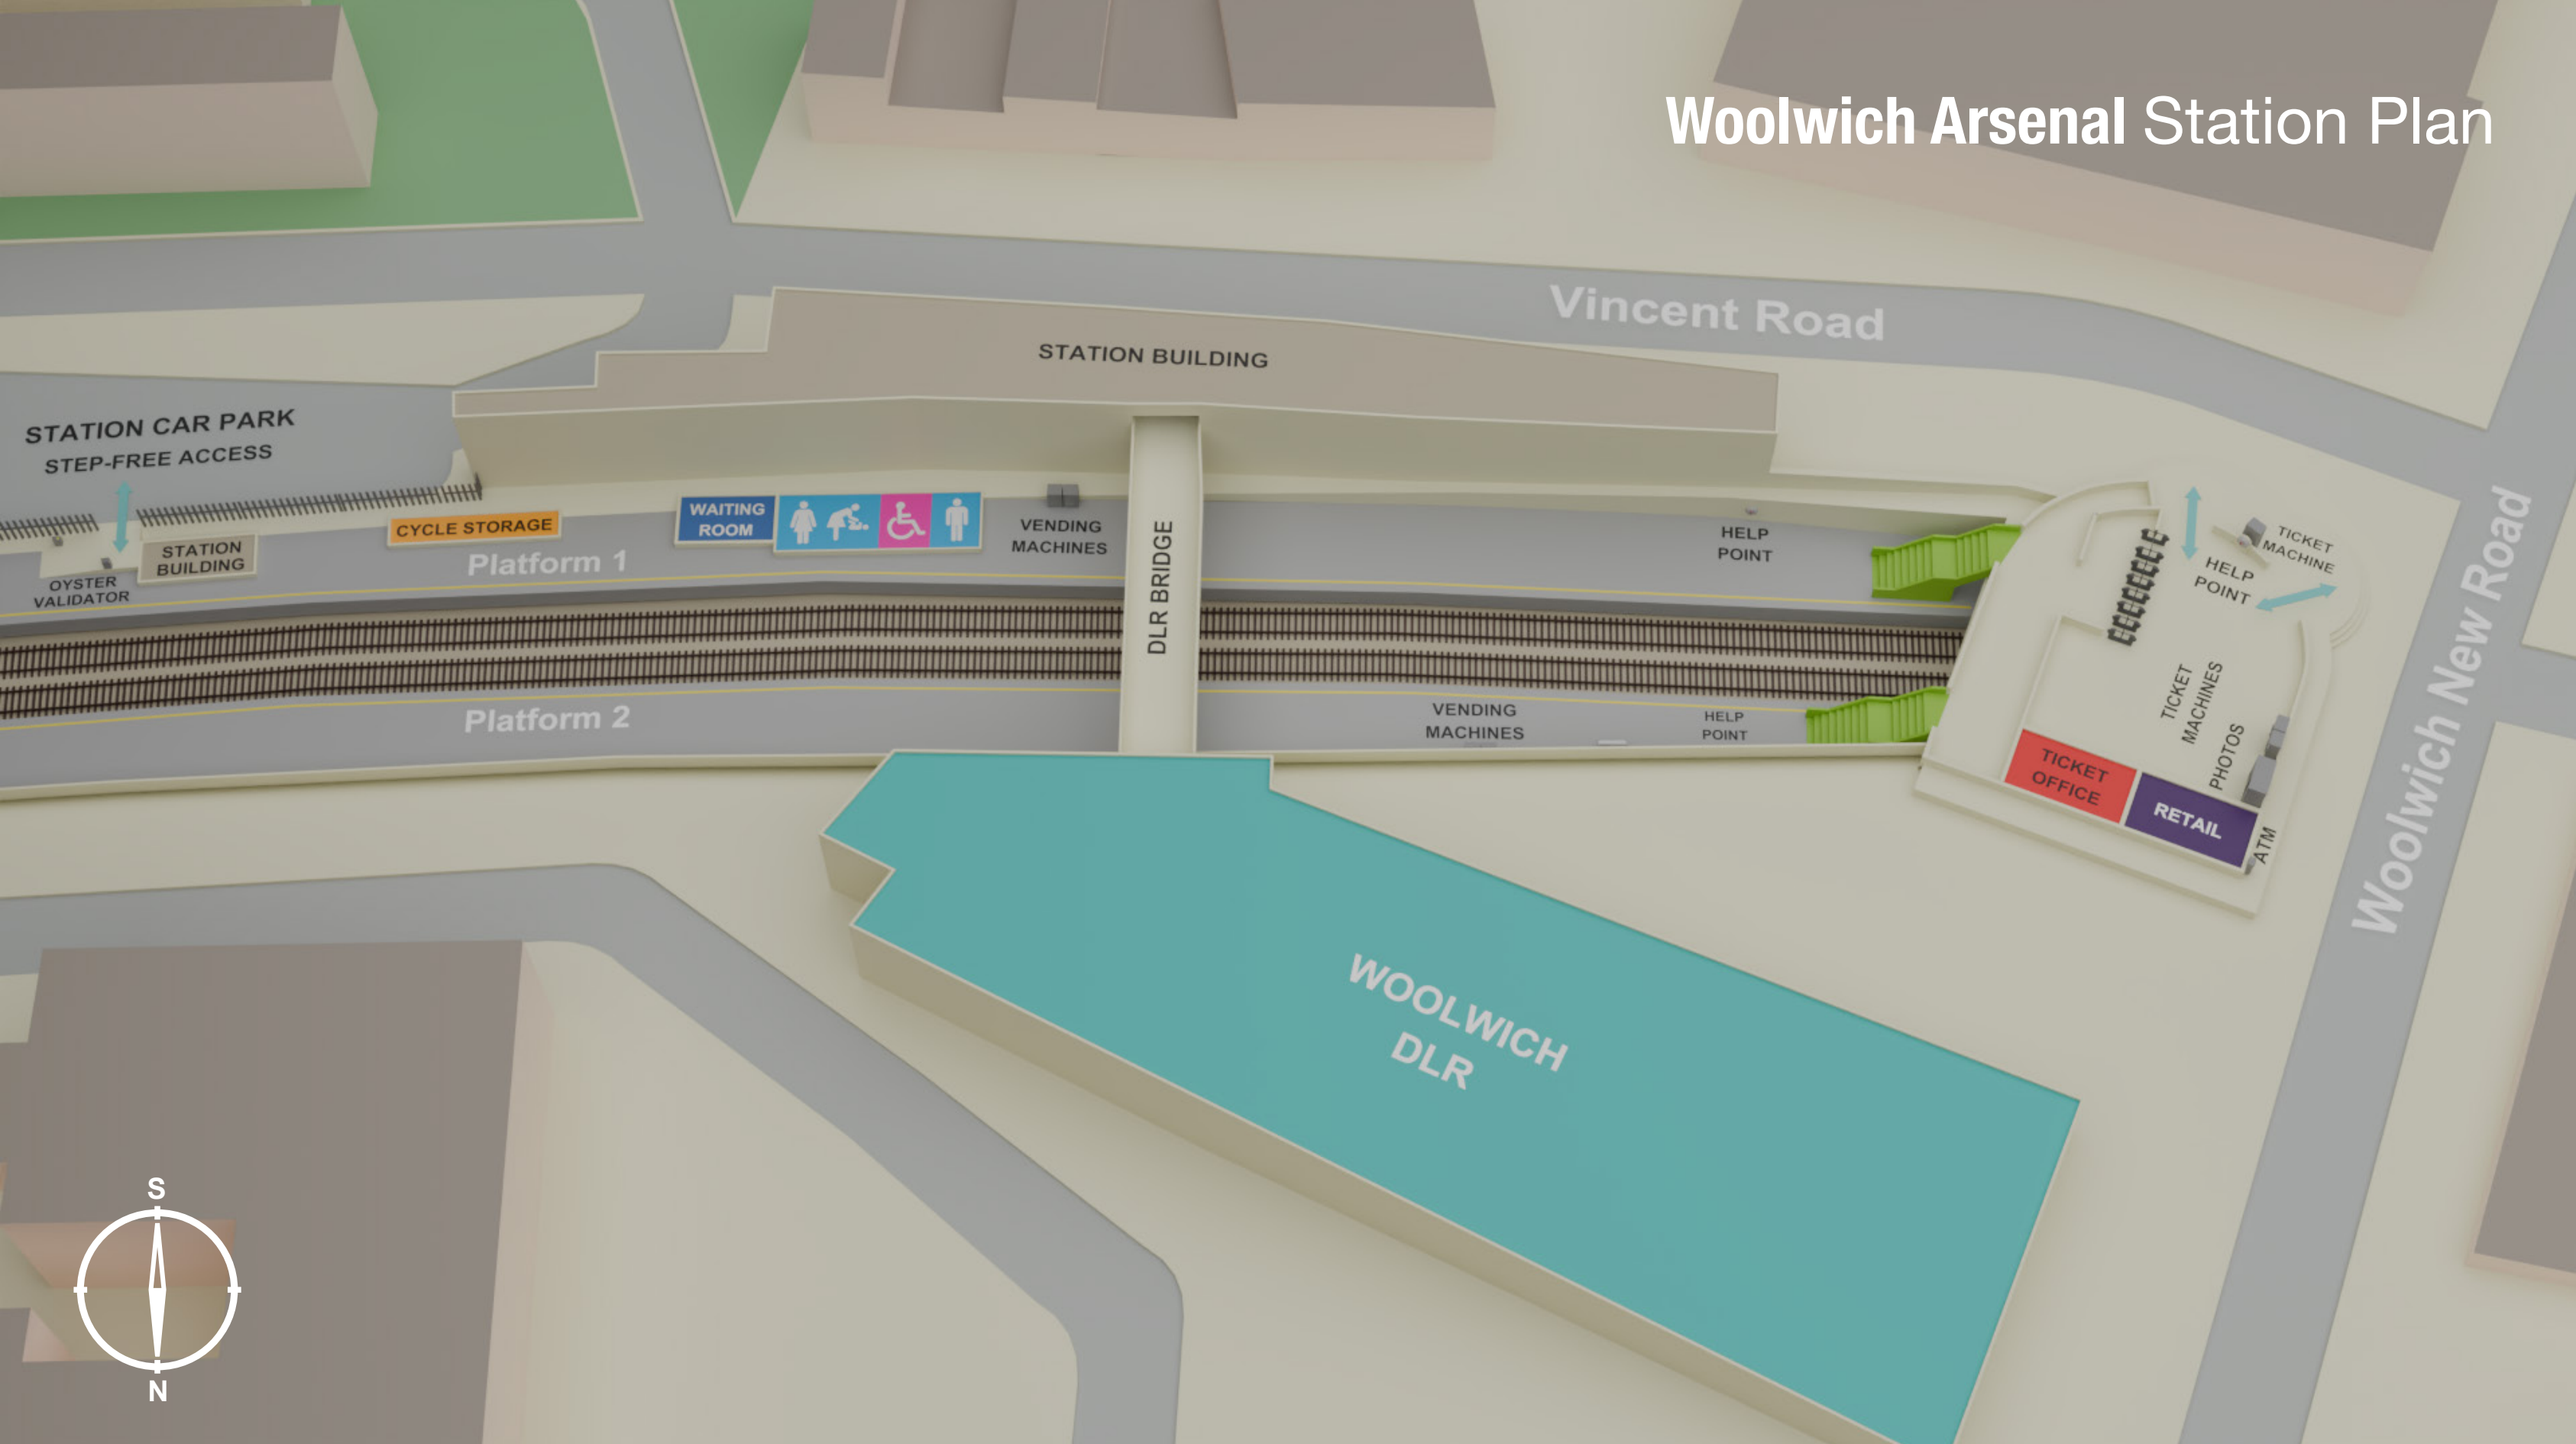 Woolwich Arsenal Station Plan
Vincent Road
STATION BUILDING
STATION CAR PARK
STEP-FREE ACCESS
CYCLE STORAGE
WAITING
ROOM
VENDING
MACHINES
HELP
POINT
TICKET
MACHINE
STATION
BUILDING
Platform 1
OYSTER
VALIDATOR
DLR BRIDGE
HELP
POINT
Woolwich New Road
Platform 2
VENDING
MACHINES
HELP
POINT
TICKET
MACHINES
PHOTOS
TICKET
OFFICE
RETAIL
ATM
WOOLWICH
DLR
S
N